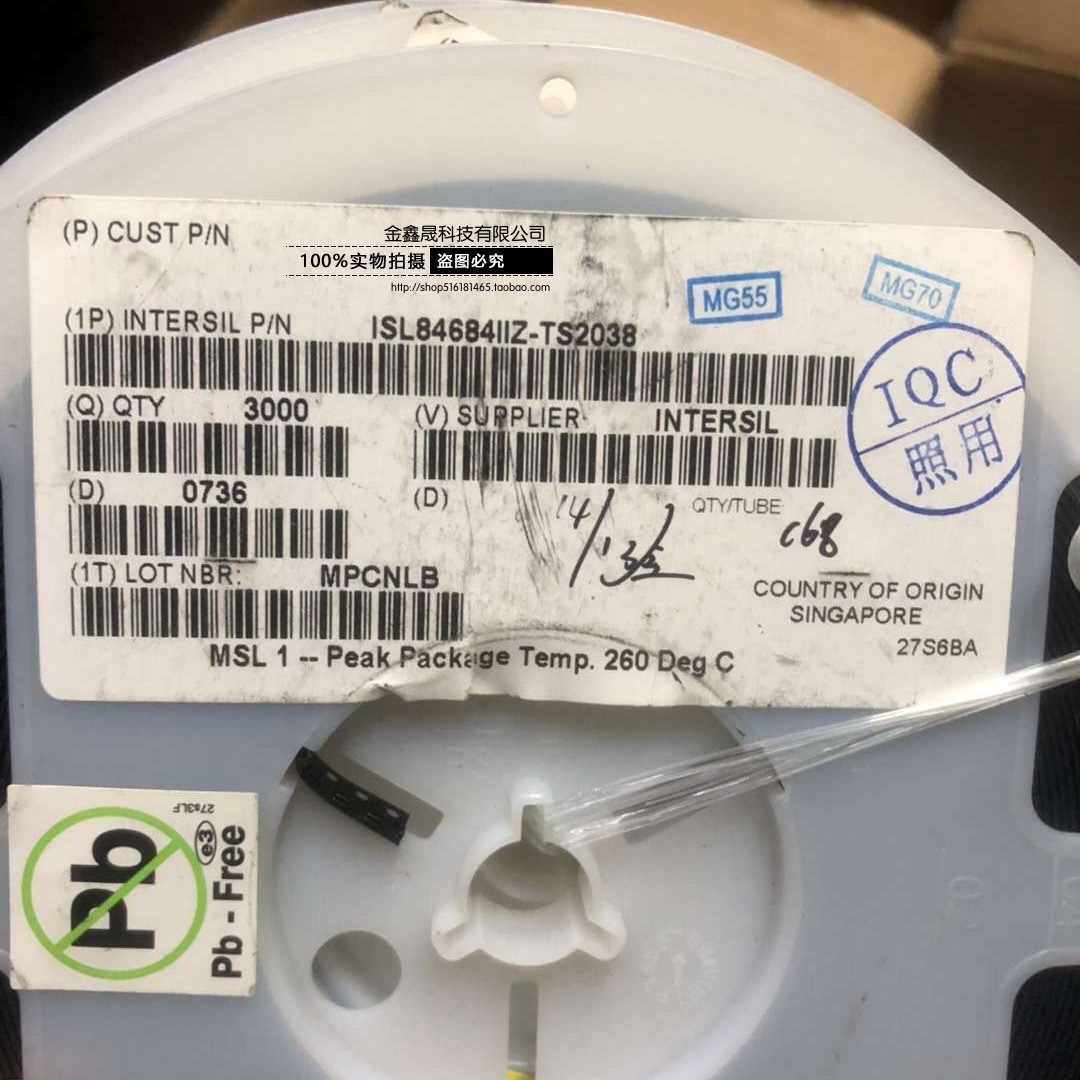 (P) CUST P/N
金鑫晟科技有限公司
100%实物拍摄 盗图必究
http://shop516181465.taobao.com
MG55
MG70
(1P) INTERSIL P/N ISL84684IIZ-TS2038
IQC
照用
(Q) QTY 3000
(V) SUPPLIER INTERSIL
(D) 0736
(D)
QTY/TUBE
14/
c68
(1T) LOT NBR: MPCNLB
COUNTRY OF ORIGIN
SINGAPORE
27S6BA
MSL 1 -- Peak Package Temp. 260 Deg C
27s3LF
Pb
e3
Pb - Free